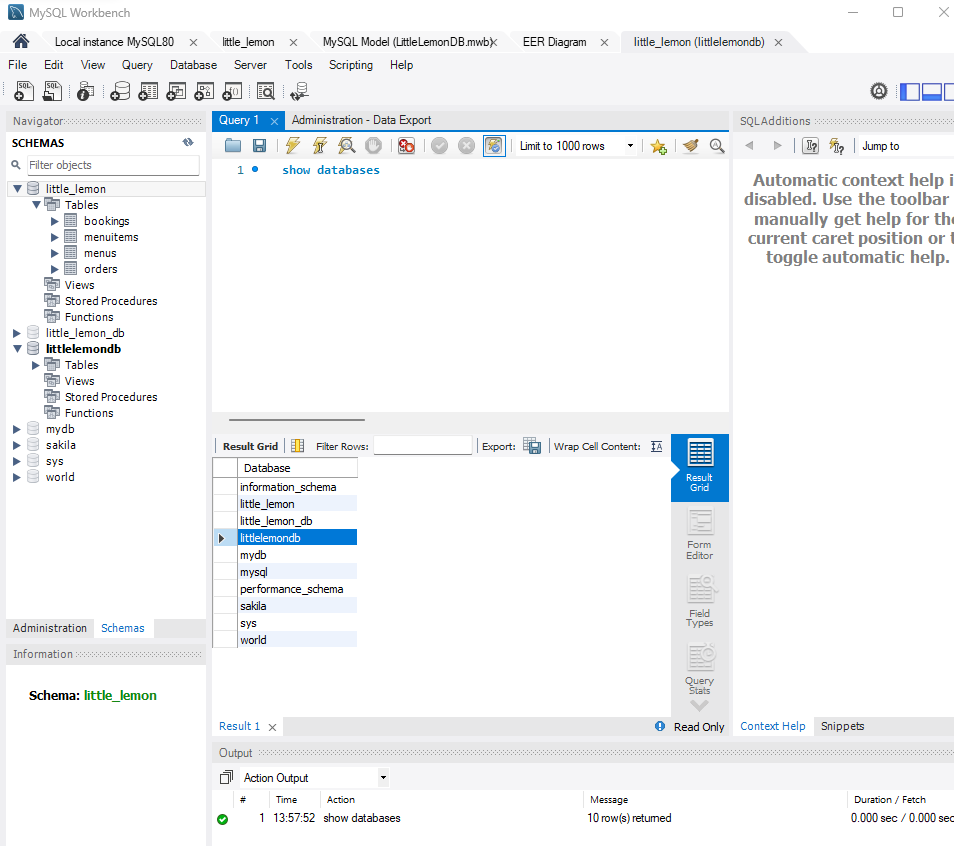 MySQL Workbench
Local instance MySQL80
little_lemon
MySQL Model (LittleLemonDB.mwb)
EER Diagram
little_lemon (littlelemondb)
File Edit View Query Database Server Tools Scripting Help
Navigator
SCHEMAS
Filter objects
little_lemon
Tables
bookings
menuitems
menus
orders
Views
Stored Procedures
Functions
little_lemon_db
littlelemondb
Tables
Views
Stored Procedures
Functions
mydb
sakila
sys
world
Administration Schemas
Information
Schema: little_lemon
Query 1
Administration - Data Export
Limit to 1000 rows
1 show databases
Result Grid Filter Rows: Export: Wrap Cell Content:
Database
information_schema
little_lemon
little_lemon_db
littlelemondb
mydb
mysql
performance_schema
sakila
sys
world
Result
Grid
Form
Editor
Field
Types
Query
Stats
Result 1
Read Only
SQLAdditions
Jump to
Automatic context help i
disabled. Use the toolbar
manually get help for the
current caret position or t
toggle automatic help.
Context Help Snippets
Output
Action Output
# Time Action Message Duration / Fetch
1 13:57:52 show databases 10 row(s) returned 0.000 sec / 0.000 sec